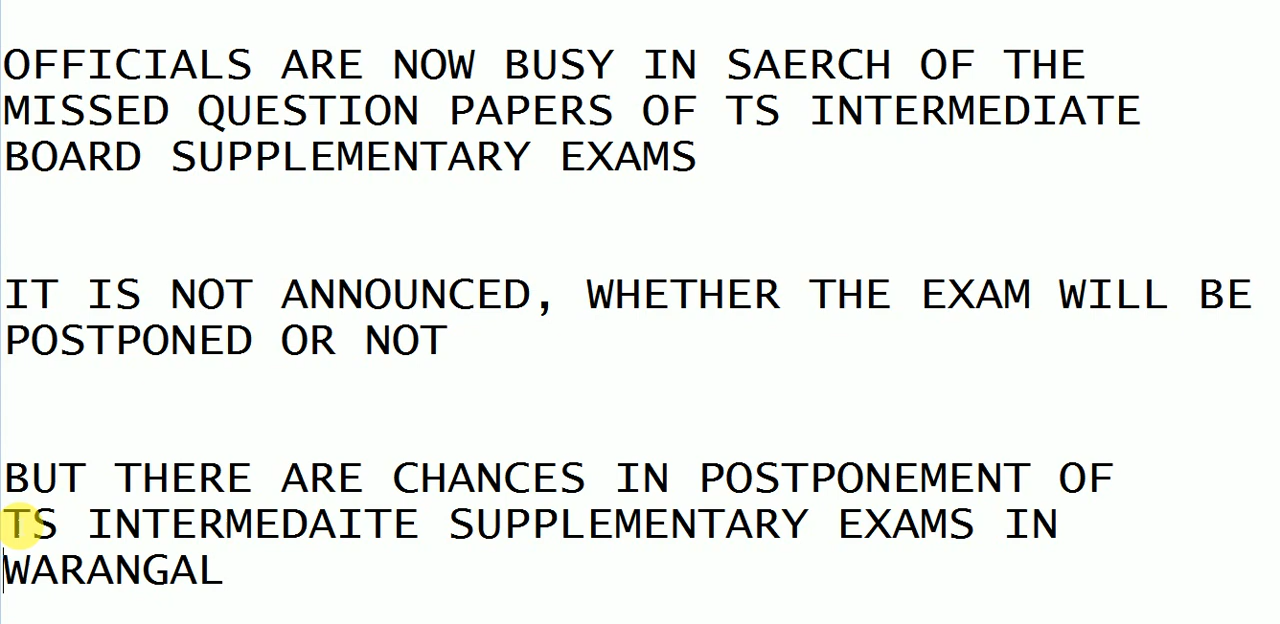 OFFICIALS ARE NOW BUSY IN SAERCH OF THE
MISSED QUESTION PAPERS OF TS INTERMEDIATE
BOARD SUPPLEMENTARY EXAMS
IT IS NOT ANNOUNCED, WHETHER THE EXAM WILL BE
POSTPONED OR NOT
BUT THERE ARE CHANCES IN POSTPONEMENT OF
TS INTERMEDAITE SUPPLEMENTARY EXAMS IN
WARANGAL